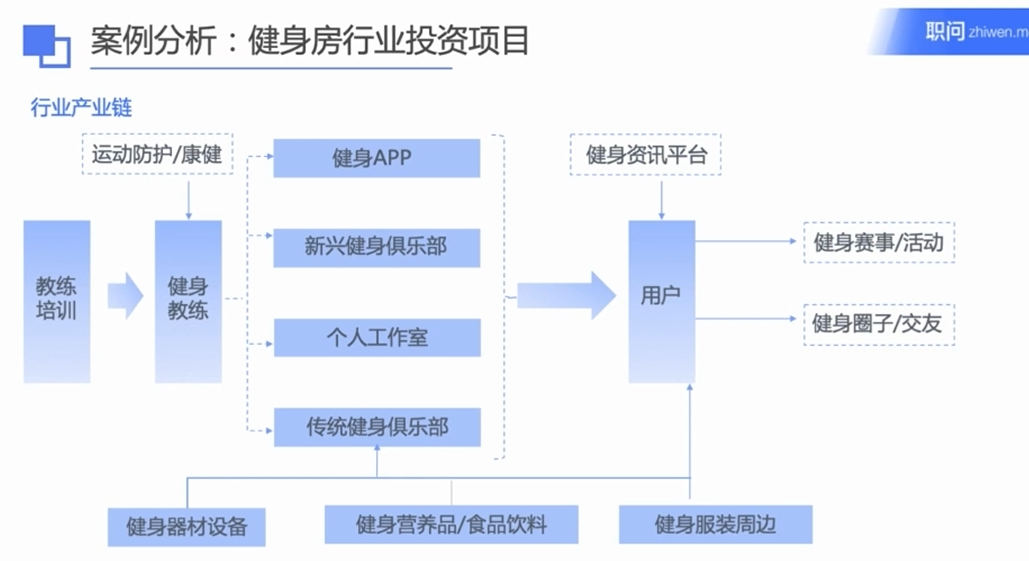 案例分析：健身房行业投资项目
职问 zhiwen.m
行业产业链
运动防护/康健
健身APP
健身资讯平台
新兴健身俱乐部
健身赛事/活动
教练
培训
健身
教练
用户
个人工作室
健身圈子/交友
传统健身俱乐部
健身器材设备
健身营养品/食品饮料
健身服装周边